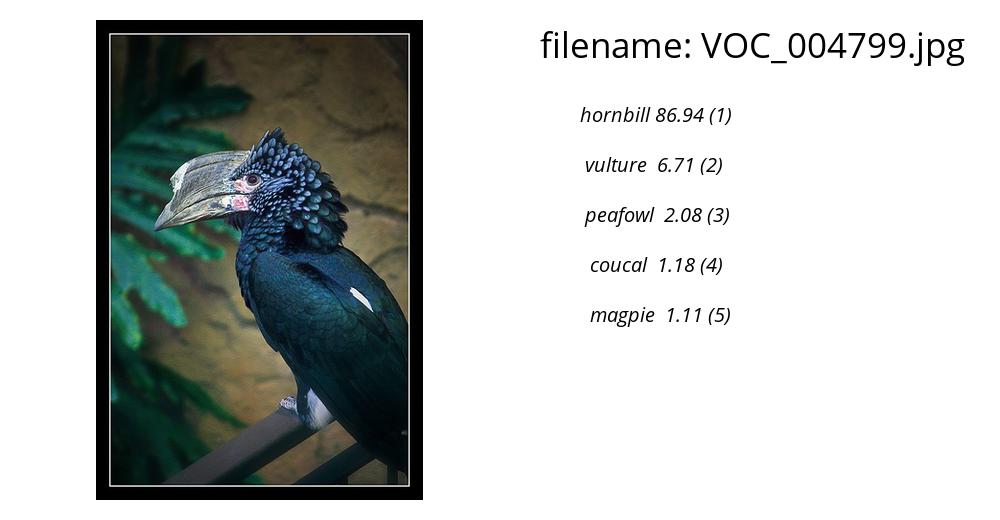 filename: VOC_004799.jpg
hornbill 86.94 (1)
vulture 6.71 (2)
peafowl 2.08 (3)
coucal 1.18 (4)
magpie 1.11 (5)